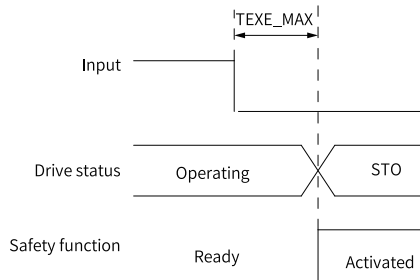 TEXE_MAX
Input
Drive status
Operating
STO
Safety function
Ready
Activated